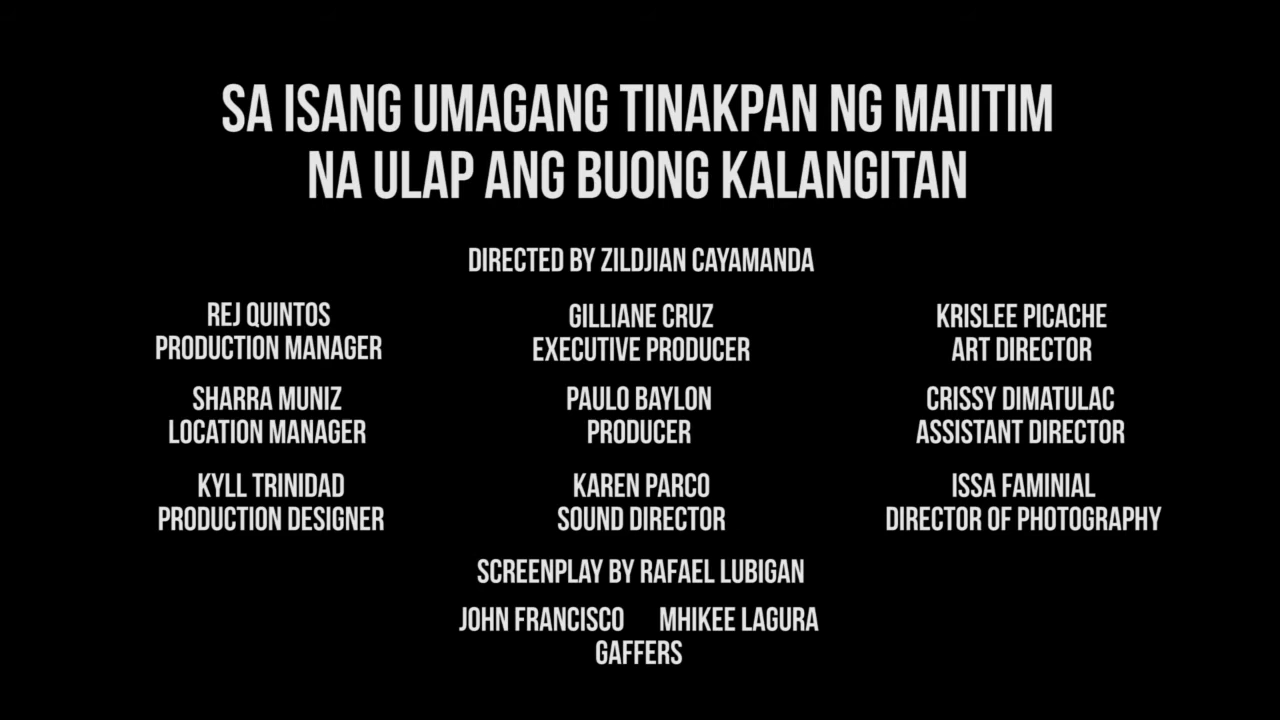 SA ISANG UMAGANG TINAKPAN NG MAIITIM
NA ULAP ANG BUONG KALANGITAN
DIRECTED BY ZILDJIAN CAYAMANDA
REJ QUINTOS
PRODUCTION MANAGER
GILLIANE CRUZ
EXECUTIVE PRODUCER
KRISLEE PICACHE
ART DIRECTOR
SHARRA MUNIZ
LOCATION MANAGER
PAULO BAYLON
PRODUCER
CRISSY DIMATULAC
ASSISTANT DIRECTOR
KYLL TRINIDAD
PRODUCTION DESIGNER
KAREN PARCO
SOUND DIRECTOR
ISSA FAMINIAL
DIRECTOR OF PHOTOGRAPHY
SCREENPLAY BY RAFAEL LUBIGAN
JOHN FRANCISCO MHIKEE LAGURA
GAFFERS